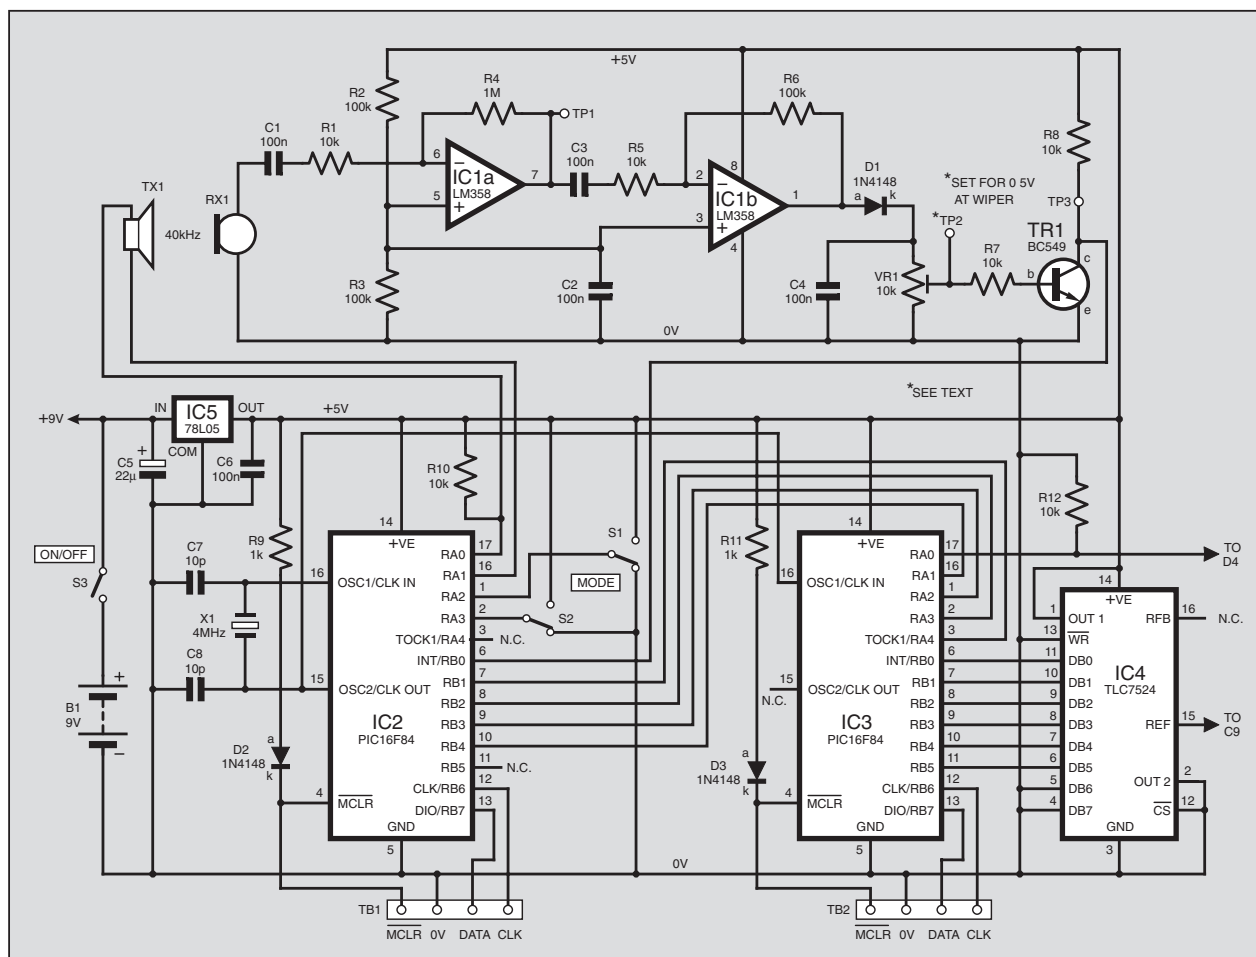 +5V
R2
100k
R4
1M
TP1
R6
100k
R8
10k
C1
100n
R1
10k
C3
100n
R5
10k
D1
1N4148
a
k
*SET FOR 0 5V
AT WIPER
TP3
TX1
RX1
40kHz
6
5
7
IC1a
LM358
2
3
8
4
1
IC1b
LM358
*TP2
TR1
BC549
R7
10k
b
c
e
R3
100k
C2
100n
C4
100n
VR1
10k
0V
*SEE TEXT
+9V
IN
IC5
78L05
OUT
COM
+5V
+
C5
22µ
C6
100n
R10
10k
R12
10k
ON/OFF
S3
C7
10p
R9
1k
X1
4MHz
C8
10p
B1
9V
+
−
D2
1N4148
a
k
14
+VE
16
OSC1/CLK IN
15
OSC2/CLK OUT
IC2
PIC16F84
4
MCLR
GND
5
RA0
17
RA1
16
RA2
1
RA3
2
TOCK1/RA4
3
N.C.
INT/RB0
6
RB1
7
RB2
8
RB3
9
RB4
10
RB5
11
N.C.
CLK/RB6
12
DIO/RB7
13
S1
MODE
S2
R11
1k
D3
1N4148
a
k
14
+VE
16
OSC1/CLK IN
15
N.C.
OSC2/CLK OUT
IC3
PIC16F84
4
MCLR
GND
5
RA0
17
RA1
16
RA2
1
RA3
2
TOCK1/RA4
3
INT/RB0
6
RB1
7
RB2
8
RB3
9
RB4
10
RB5
11
CLK/RB6
12
DIO/RB7
13
TO
D4
14
+VE
1
OUT 1
13
WR
11
DB0
10
DB1
9
DB2
8
DB3
7
DB4
6
DB5
5
DB6
4
DB7
RFB
16
N.C.
IC4
TLC7524
REF
15
TO
C9
OUT 2
2
CS
12
GND
3
0V
TB1
MCLR 0V DATA CLK
TB2
MCLR 0V DATA CLK